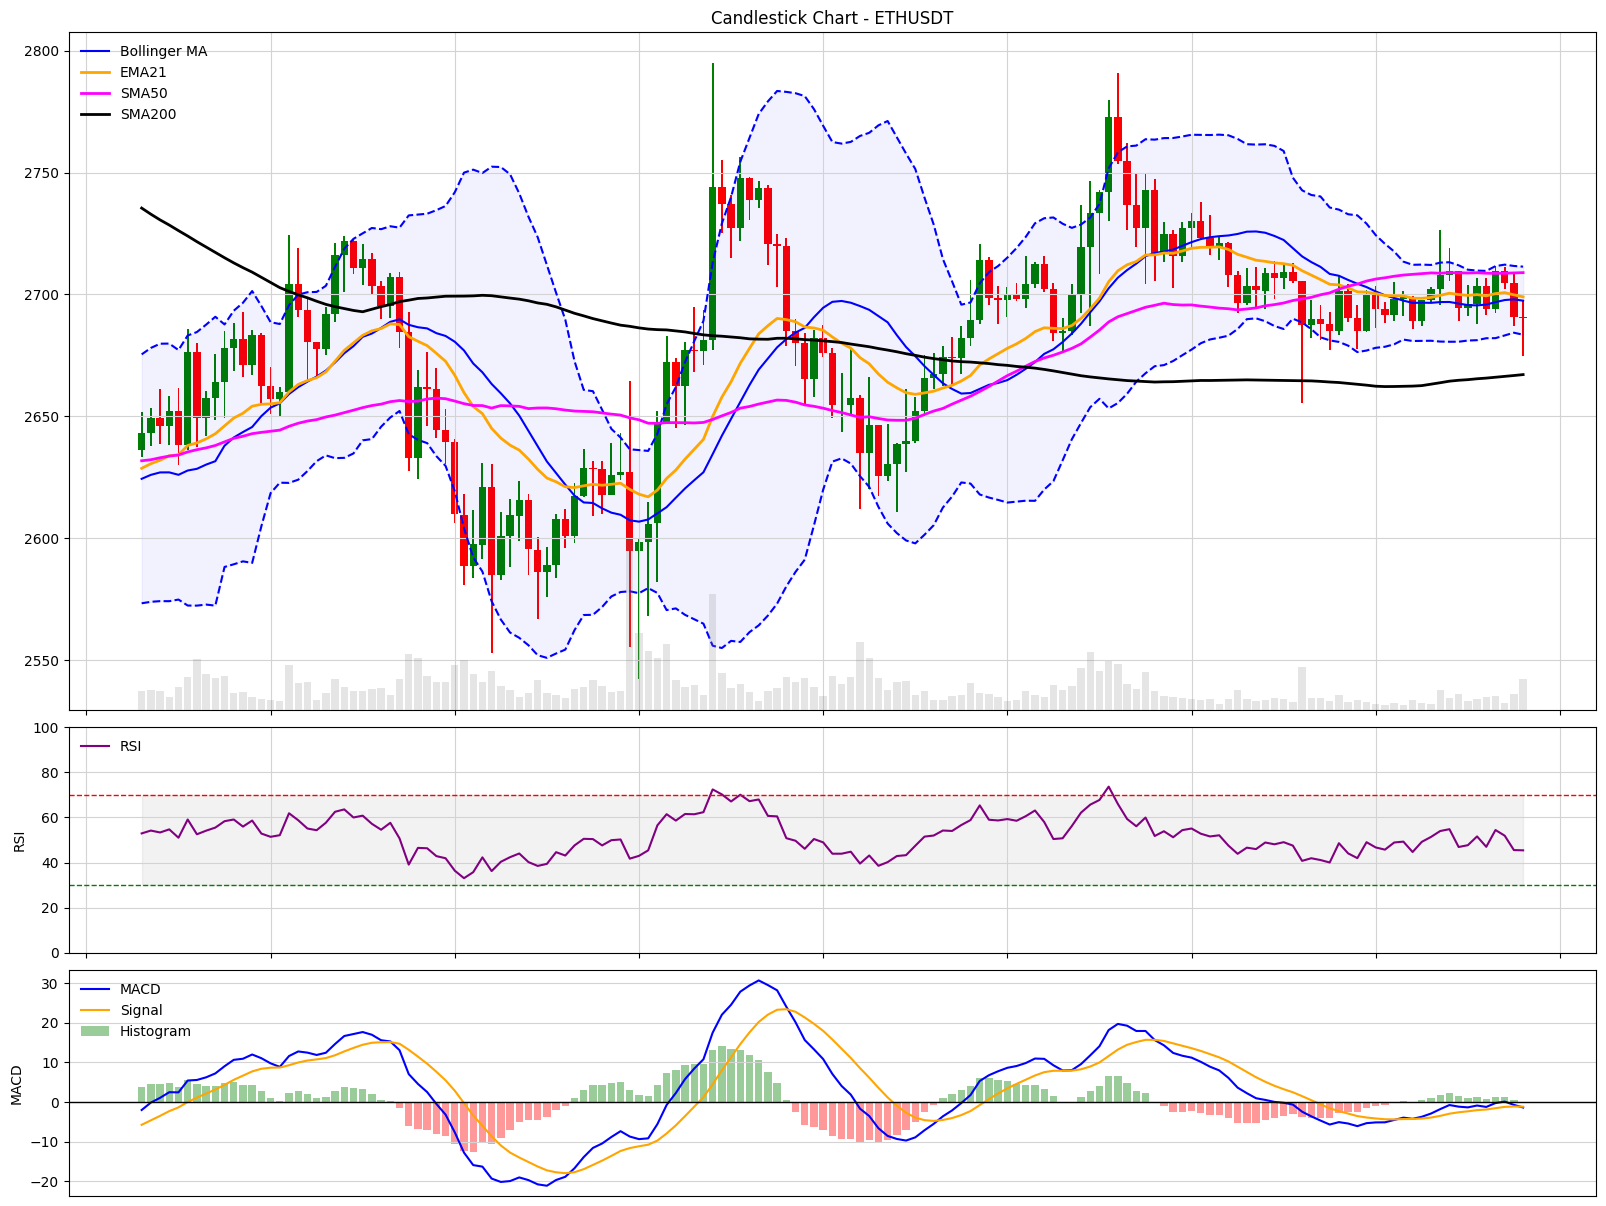 Candlestick Chart - ETHUSDT
Bollinger MA
EMA21
SMA50
SMA200
2800
2750
2700
2650
2600
2550
RSI
100
80
60
40
20
0
RSI
MACD
Signal
Histogram
30
20
10
0
−10
−20
MACD